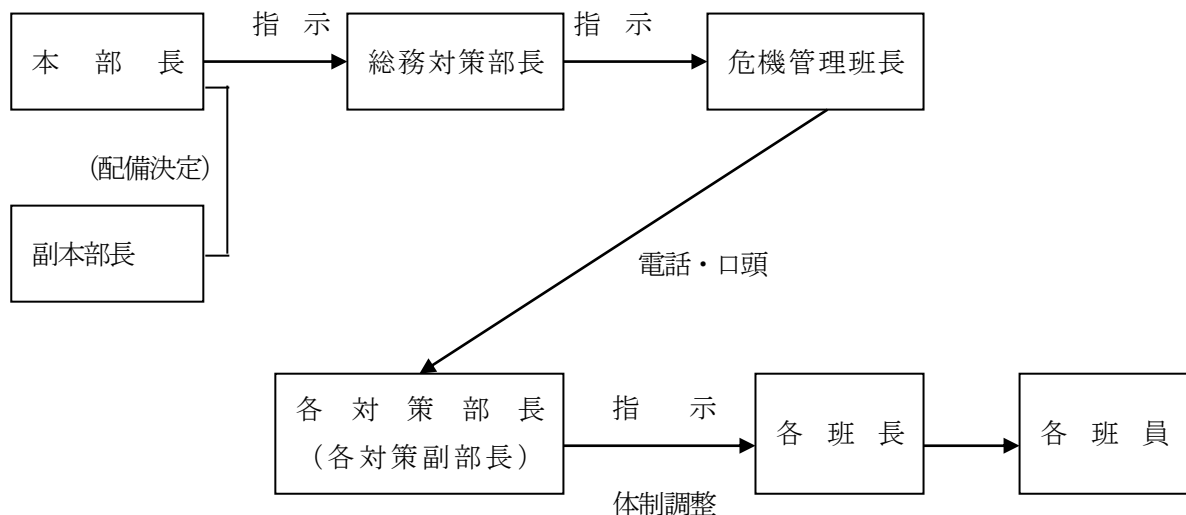 指示
指示
本部長
総務対策部長
危機管理班長
(配備決定)
副本部長
電話・口頭
各対策部長
(各対策副部長)
指示
各班長
各班員
体制調整